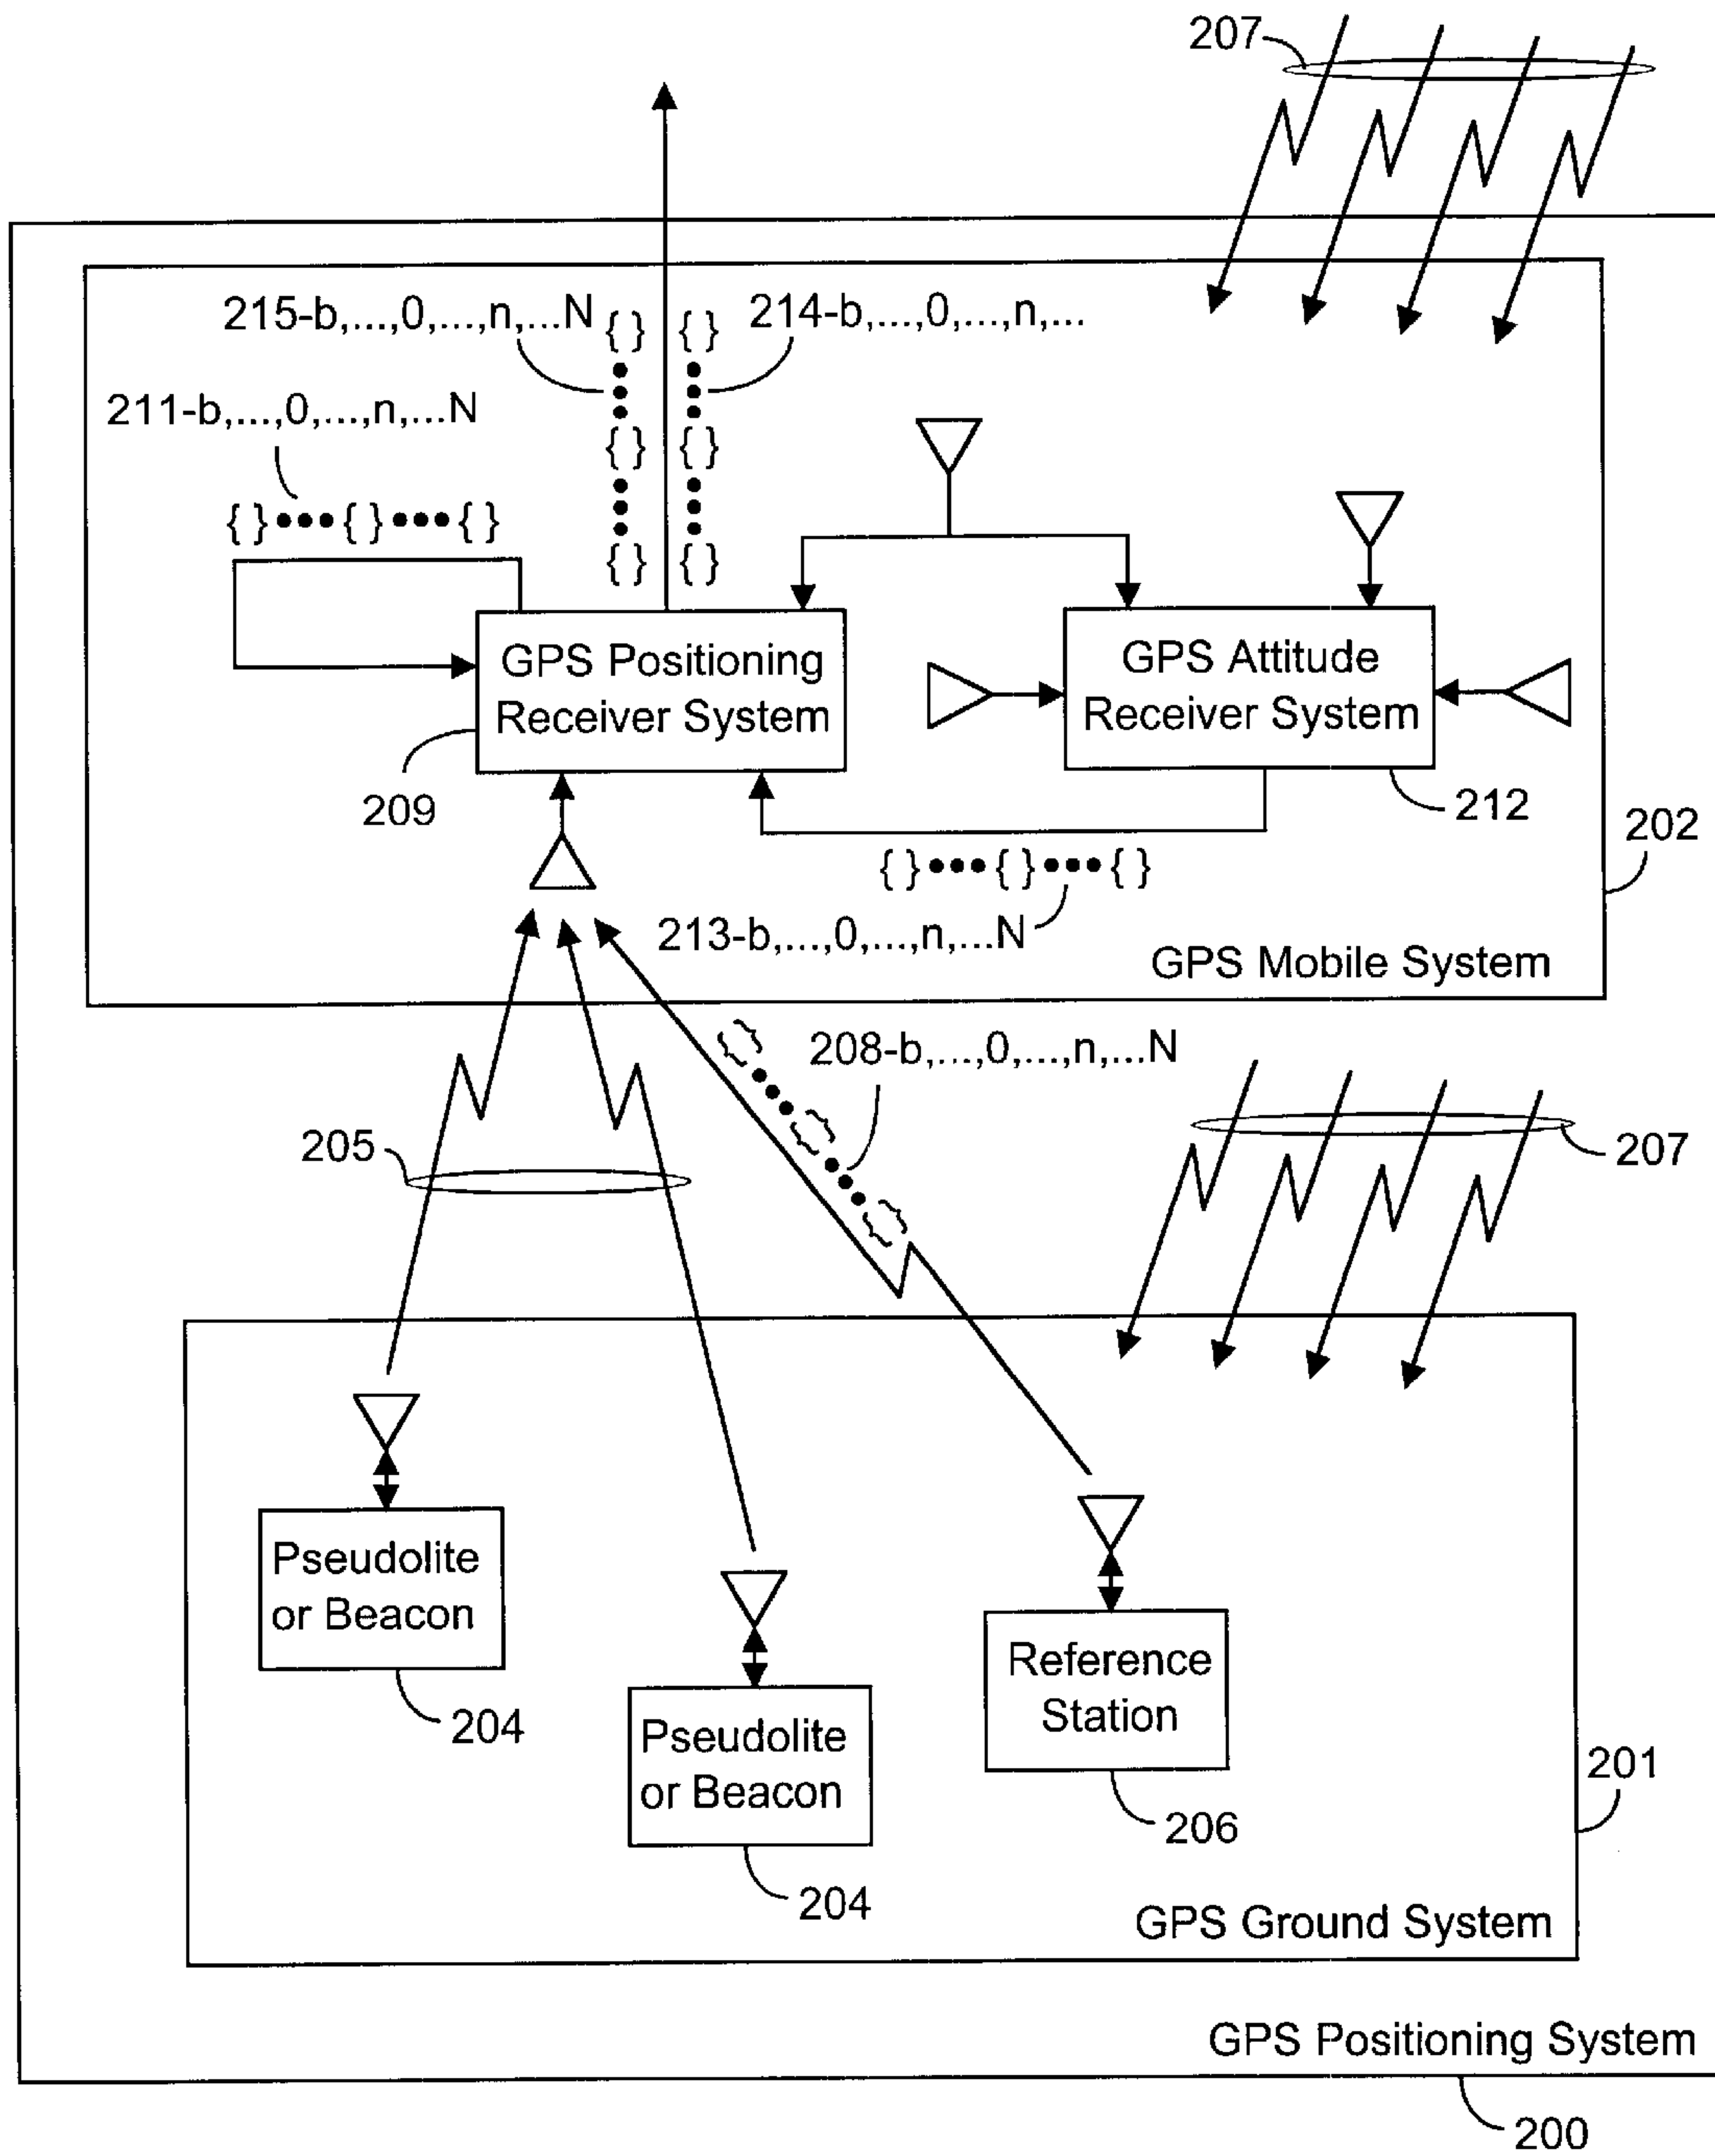 207
215-b,...,0,...,n,...N
{ }
{ }
214-b,...,0,...,n,...
211-b,...,0,...,n,...N
{ }
{ }
{ } ••• { } ••• { }
{ }
{ }
GPS Positioning
Receiver System
GPS Attitude
Receiver System
209
212
202
{ } ••• { } ••• { }
213-b,...,0,...,n,...N
GPS Mobile System
{ } ••• { } ••• { }
208-b,...,0,...,n,...N
205
207
Pseudolite
or Beacon
204
Pseudolite
or Beacon
204
Reference
Station
206
201
GPS Ground System
GPS Positioning System
200